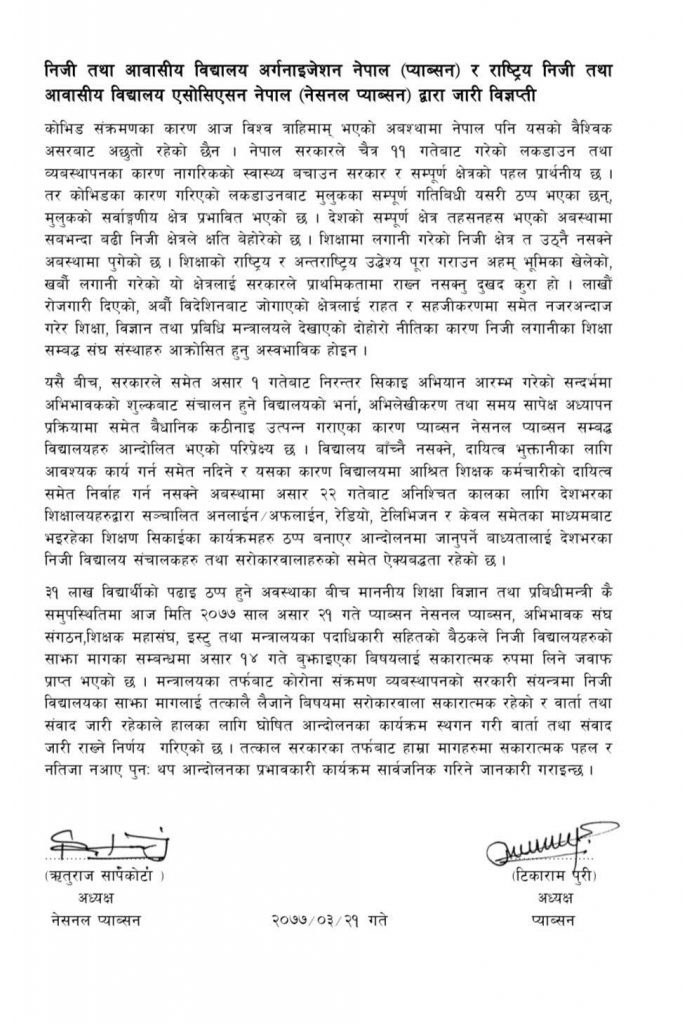 निजी तथा आवासीय विद्यालय अर्गनाइजेशन नेपाल (प्याब्सन) र राष्ट्रिय निजी तथा
आवासीय विद्यालय एसोसिएसन नेपाल (नेसनल प्याब्सन) द्वारा जारी विज्ञप्ती
कोभिड संक्रमणका कारण आज विश्व त्राहिमाम् भएको अबश्थामा नेपाल पनि यसको वैश्विक
असरबाट अछुतो रहेको छैन । नेपाल सरकारले चैत्र ११ गतेबाट गरेको लकडाउन तथा
व्यबस्थापनका कारण नागरिकको स्वास्थ्य बचाउन सरकार र सम्पूर्ण क्षेत्रको पहल प्रार्थनीय छ ।
तर कोभिडका कारण गरिएको लकडाउनबाट मुलुकका सम्पूर्ण गतिबिधी यसरी ठप्प भएका छन्,
मुलुकको सर्वाङ्गणीय क्षेत्र प्रभावित भएको छ । देशको सम्पूर्ण क्षेत्र तहसनहस भएको अबस्थामा
सबभन्दा बढी निजी क्षेत्रले क्षति बेहोरेको छ । शिक्षामा लगानी गरेको निजी क्षेत्र त उठ्नै नसक्ने
अबस्थामा पुगेको छ । शिक्षाको राष्ट्रिय र अन्तराष्ट्रिय उद्धेश्य पूरा गराउन अहम् भूमिका खेलेको,
खर्बौ लगानी गरेको यो क्षेत्रलाई सरकारले प्राथमिकतामा राख्न नसक्नु दुखद कुरा हो । लाखौं
रोजगारी दिएको, अर्बौ विदेशिनबाट जोगाएको क्षेत्रलाई राहत र सहजीकरणमा समेत नजरअन्दाज
गरेर शिक्षा, विज्ञान तथा प्रबिधि मन्त्रालयले देखाएको दोहोरो नीतिका कारण निजी लगानीका शिक्षा
सम्बद्ध संघ संस्थाहरु आक्रोसित हुनु अस्वभाविक होइन ।
यसै बीच, सरकारले समेत असार १ गतेबाट निरन्तर सिकाइ अभियान आरम्भ गरेको सन्दर्भमा
अभिभावकको शुल्कबाट संचालन हुने विद्यालयको भर्ना, अभिलेखीकरण तथा समय सापेक्ष अध्यापन
प्रक्रियामा समेत बैधानिक कठीनाइ उत्पन्न गराएका कारण प्याब्सन नेसनल प्याब्सन सम्बद्ध
विद्यालयहरु आन्दोलित भएको परिप्रेक्ष्य छ । विद्यालय बाँच्नै नसक्ने, दायित्व भुक्तानीका लागि
आवश्यक कार्य गर्न समेत नदिने र यसका कारण विद्यालयमा आश्रित शिक्षक कर्मचारीको दायित्व
समेत निर्वाह गर्न नसक्ने अबस्थामा असार २२ गतेबाट अनिश्चित कालका लागि देशभरका
शिक्षालयहरुद्वारा सञ्चालित अनलाईन/अफलाईन, रेडियो, टेलिभिजन र केवल समेतका माध्यमबाट
भइरहेका शिक्षण सिकाईका कार्यक्रमहरु ठप्प बनाएर आन्दोलनमा जानुपर्ने बाध्यतालाई देशभरका
निजी विद्यालय संचालकहरु तथा सरोकारवालाहरुको समेत ऐक्यबद्धता रहेको छ ।
३१ लाख विद्यार्थीको पढाइ ठप्प हुने अवस्थाका बीच माननीय शिक्षा विज्ञान तथा प्रबिधीमन्त्री कै
समुपस्थितिमा आज मिति २०७७ साल असार २१ गते प्याब्सन नेसनल प्याब्सन, अभिभावक संघ
संगठन,शिक्षक महासंघ, इस्टु तथा मन्त्रालयका पदाधिकारी सहितको बैठकले निजी विद्यालयहरुको
साझा मागका सम्बन्धमा असार १४ गते बुझाइएका बिषयलाई सकारात्मक रुपमा लिने जवाफ
प्राप्त भएको छ । मन्त्रालयका तर्फबाट कोरोना संक्रमण व्यबस्थापनको सरकारी संयन्त्रमा निजी
विद्यालयका साझा मागलाई तत्कालै लैजाने बिषयमा सरोकारवाला सकारात्मक रहेको र वार्ता तथा
संवाद जारी रहेकाले हालका लागि घोषित आन्दोलनका कार्यक्रम स्थगन गरी वार्ता तथा संवाद
जारी राख्ने निर्णय गरिएको छ । तत्काल सरकारका तर्फबाट हाम्रा मागहरुमा सकारात्मक पहल र
नतिजा नआए पुनः थप आन्दोलनका प्रभावकारी कार्यक्रम सार्वजनिक गरिने जानकारी गराइन्छ ।
(ऋतुराज सापकोटा ) (टिकाराम पुरी)
अध्यक्ष अध्यक्ष
नेसनल प्याब्सन २०७७/०३/२१ गते प्याब्सन